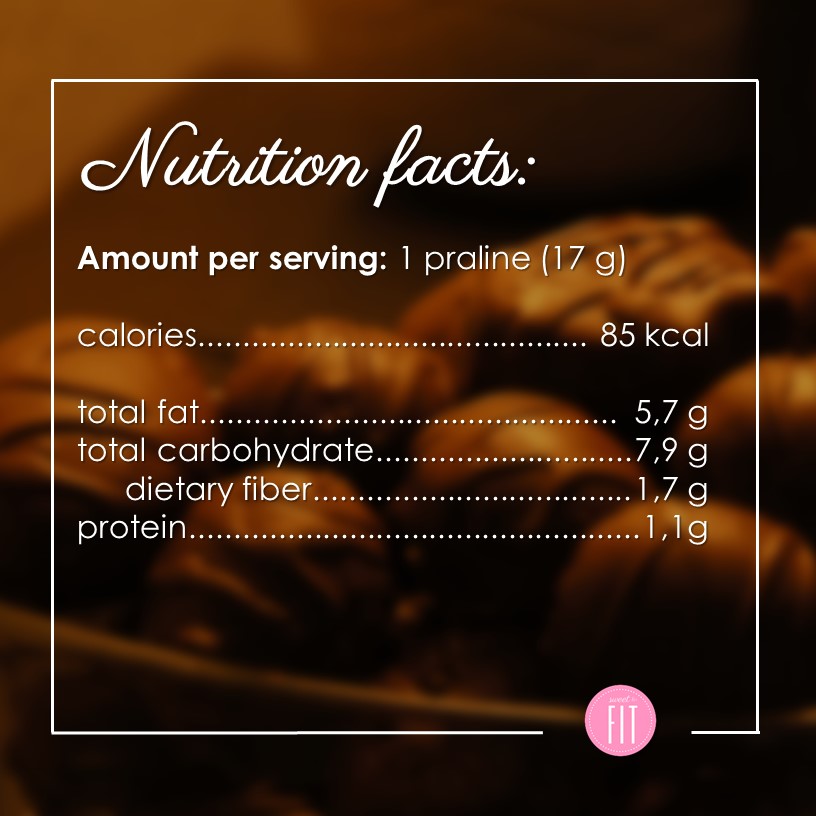 Nutrition facts:
Amount per serving: 1 praline (17 g)
calories........................................... 85 kcal
total fat.............................................. 5,7 g
total carbohydrate............................7,9 g
dietary fiber...................................1,7 g
protein..................................................1,1g
sweet
FIT